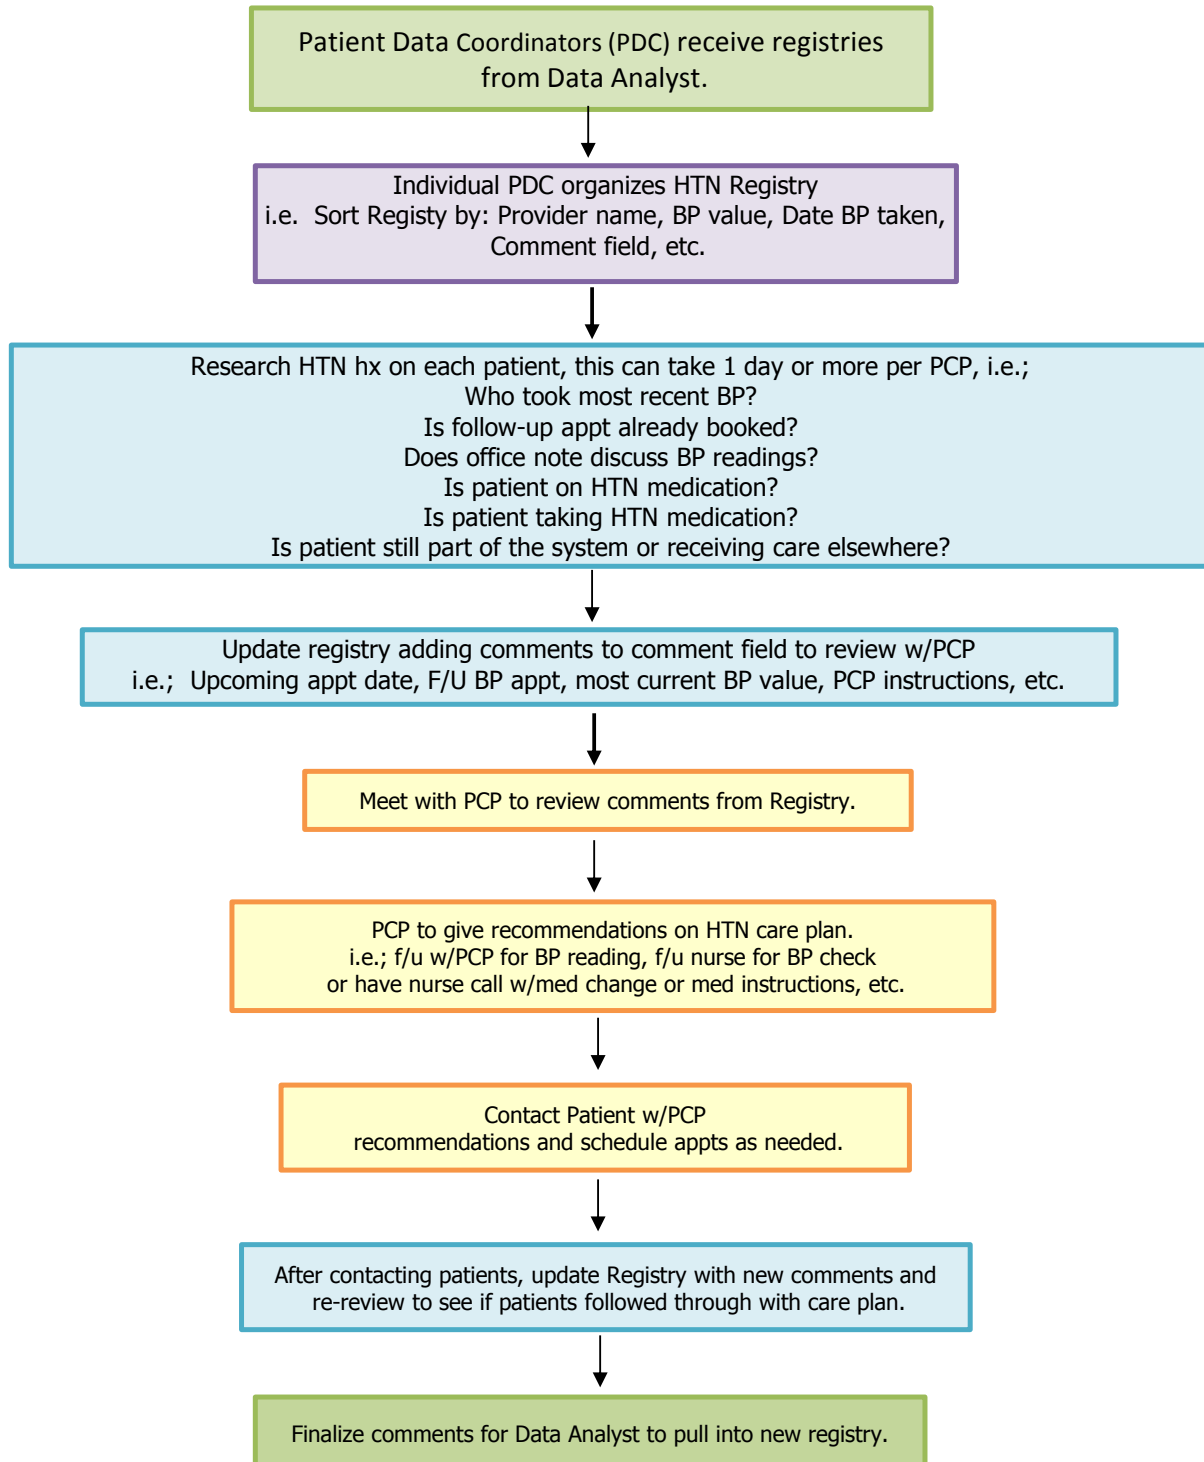 Patient Data Coordinators (PDC) receive registries
from Data Analyst.
Individual PDC organizes HTN Registry
i.e. Sort Registy by: Provider name, BP value, Date BP taken,
Comment field, etc.
Research HTN hx on each patient, this can take 1 day or more per PCP, i.e.;
Who took most recent BP?
Is follow-up appt already booked?
Does office note discuss BP readings?
Is patient on HTN medication?
Is patient taking HTN medication?
Is patient still part of the system or receiving care elsewhere?
Update registry adding comments to comment field to review w/PCP
i.e.; Upcoming appt date, F/U BP appt, most current BP value, PCP instructions, etc.
Meet with PCP to review comments from Registry.
PCP to give recommendations on HTN care plan.
i.e.; f/u w/PCP for BP reading, f/u nurse for BP check
or have nurse call w/med change or med instructions, etc.
Contact Patient w/PCP
recommendations and schedule appts as needed.
After contacting patients, update Registry with new comments and
re-review to see if patients followed through with care plan.
Finalize comments for Data Analyst to pull into new registry.